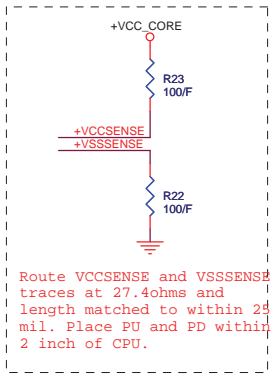 +VCC_CORE
R23
100/F
+VCCSENSE
+VSSSENSE
R22
100/F
Route VCCSENSE and VSSSENSE
traces at 27.4ohms and
length matched to within 25
mil. Place PU and PD within
2 inch of CPU.